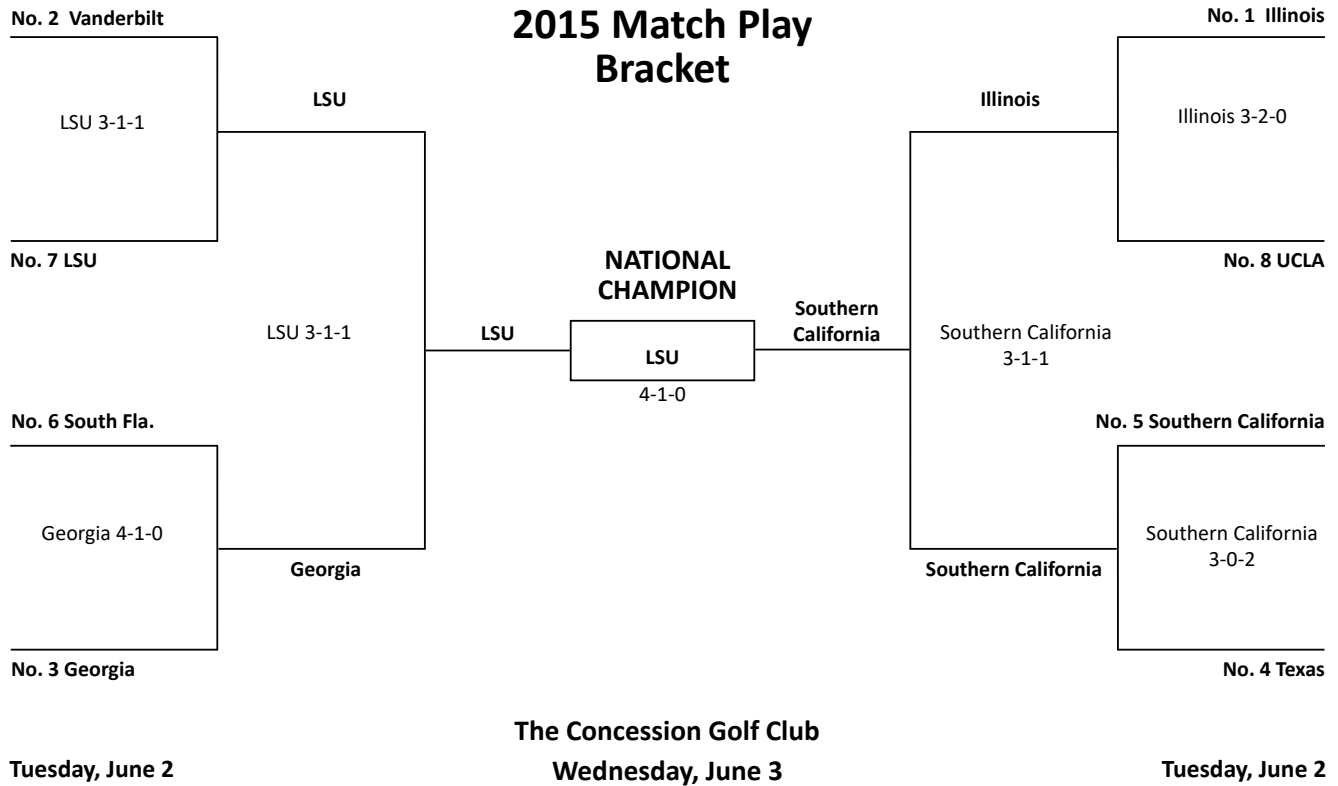 2015 Match Play
Bracket
No. 2 Vanderbilt
LSU 3-1-1
No. 7 LSU
LSU
LSU 3-1-1
No. 6 South Fla.
Georgia 4-1-0
No. 3 Georgia
Georgia
LSU
NATIONAL
CHAMPION
LSU
4-1-0
Southern
California
No. 1 Illinois
Illinois
Illinois 3-2-0
No. 8 UCLA
Southern California
3-1-1
No. 5 Southern California
Southern California
3-0-2
Southern California
No. 4 Texas
The Concession Golf Club
Tuesday, June 2
Wednesday, June 3
Tuesday, June 2